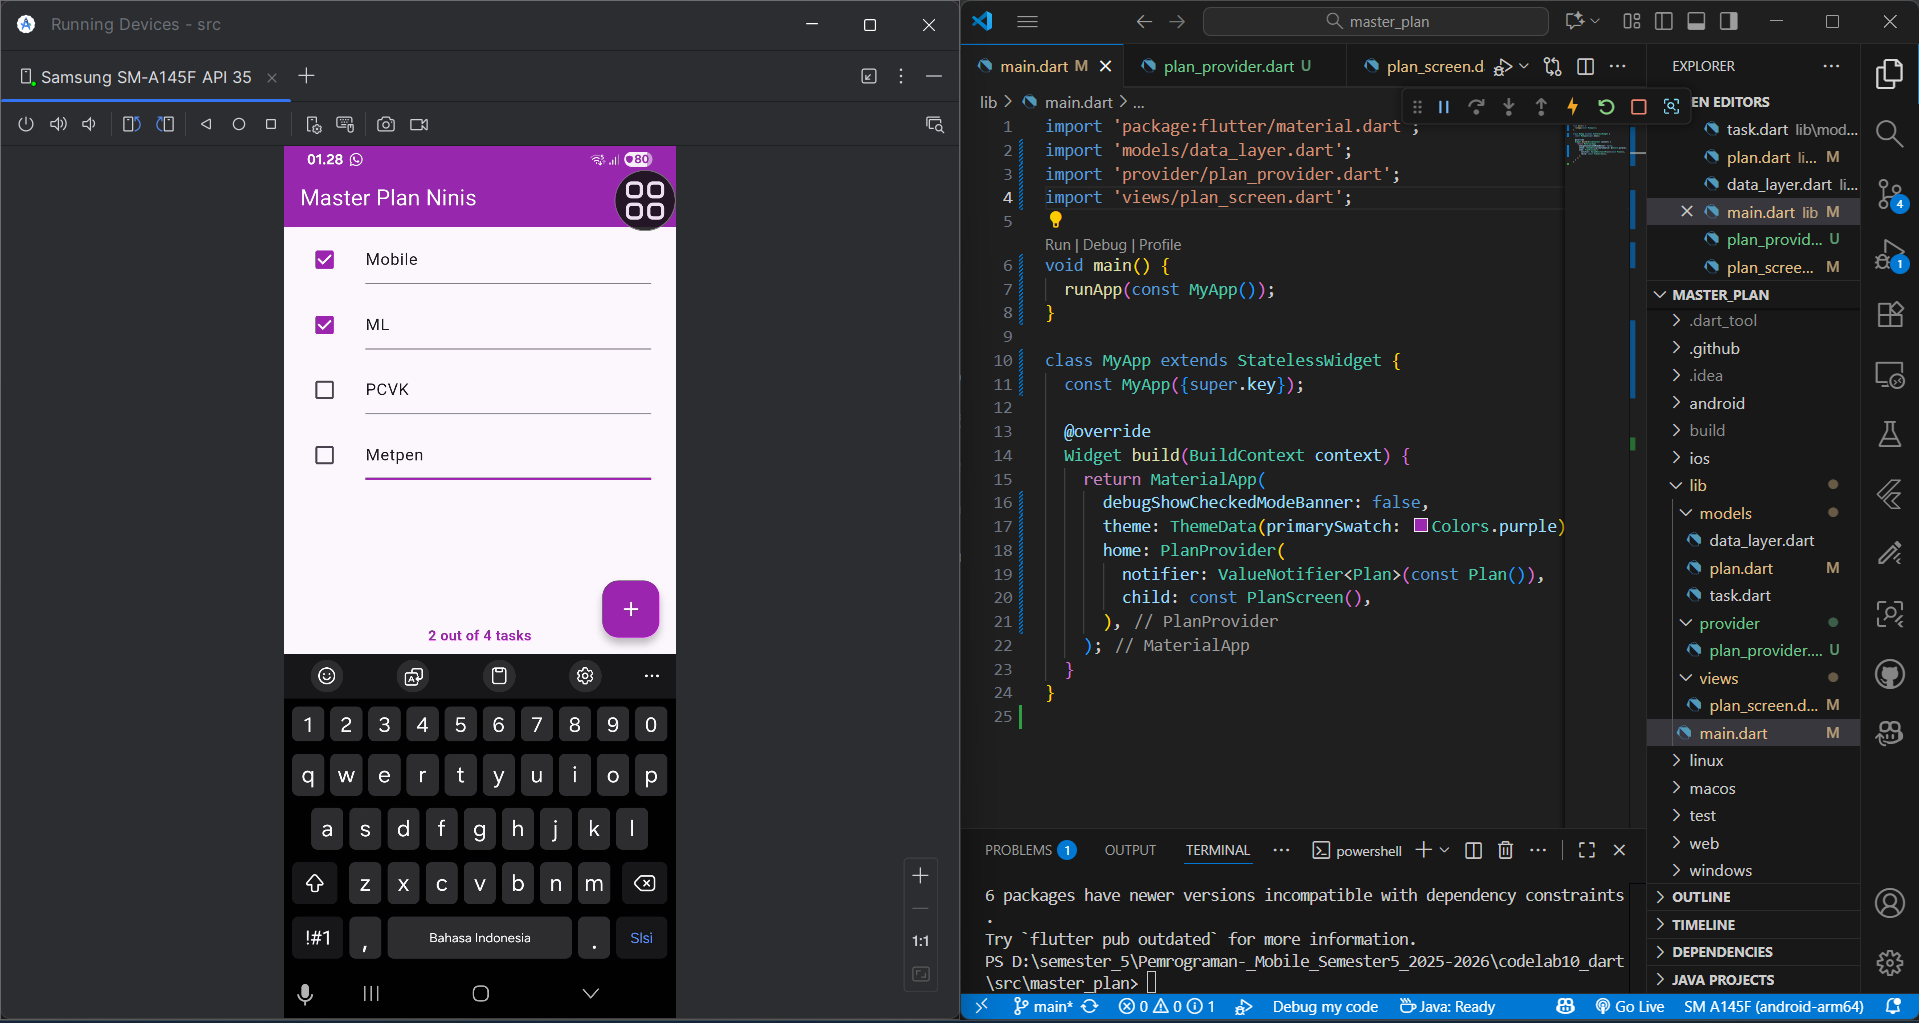 Running Devices - src
Samsung SM-A145F API 35
01.28
80
Master Plan Ninis
Mobile
ML
PCVK
Metpen
+
2 out of 4 tasks
1 2 3 4 5 6 7 8 9 0
q w e r t y u i o p
a s d f g h j k l
z x c v b n m
!#1 , Bahasa Indonesia . Slsi
1:1
master_plan
main.dart M
plan_provider.dart U
plan_screen.d
lib > main.dart > ...
1 import 'package:flutter/material.dart';
2 import 'models/data_layer.dart';
3 import 'provider/plan_provider.dart';
4 import 'views/plan_screen.dart';
5
Run | Debug | Profile
6 void main() {
7 runApp(const MyApp());
8 }
9
10 class MyApp extends StatelessWidget {
11 const MyApp({super.key});
12
13 @override
14 Widget build(BuildContext context) {
15 return MaterialApp(
16 debugShowCheckedModeBanner: false,
17 theme: ThemeData(primarySwatch: Colors.purple)
18 home: PlanProvider(
19 notifier: ValueNotifier<Plan>(const Plan()),
20 child: const PlanScreen(),
21 ), // PlanProvider
22 ); // MaterialApp
23 }
24 }
25
PROBLEMS 1
OUTPUT
TERMINAL
powershell
6 packages have newer versions incompatible with dependency constraints
.
Try `flutter pub outdated` for more information.
PS D:\semester_5\Pemrograman-_Mobile_Semester5_2025-2026\codelab10_dart
\src\master_plan>
EXPLORER
EN EDITORS
task.dart lib\mod...
plan.dart li... M
data_layer.dart li...
main.dart lib M
plan_provid... U
plan_scree... M
MASTER_PLAN
.dart_tool
.github
.idea
android
build
ios
lib
models
data_layer.dart
plan.dart M
task.dart
provider
plan_provider.... U
views
plan_screen.d... M
main.dart M
linux
macos
test
web
windows
OUTLINE
TIMELINE
DEPENDENCIES
JAVA PROJECTS
4
1
main*
0 0 1
Debug my code
Java: Ready
Go Live
SM A145F (android-arm64)